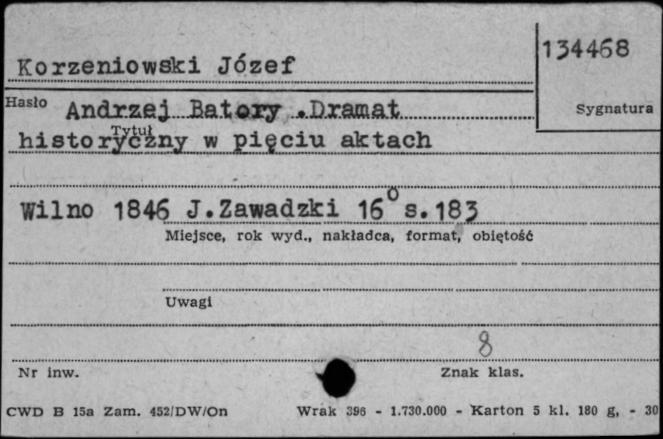 134468
Korzeniowski Józef
Hasło Andrzej Batory .Dramat
Sygnatura
Tytuł
historyczny w pięciu aktach
Wilno 1846 J.Zawadzki 16° s.183
Miejsce, rok wyd., nakładca, format, objętość
Uwagi
8
Nr inw. Znak klas.
CWD B 15a Zam. 452/DW/On Wrak 396 - 1.730.000 - Karton 5 kl. 180 g, - 30